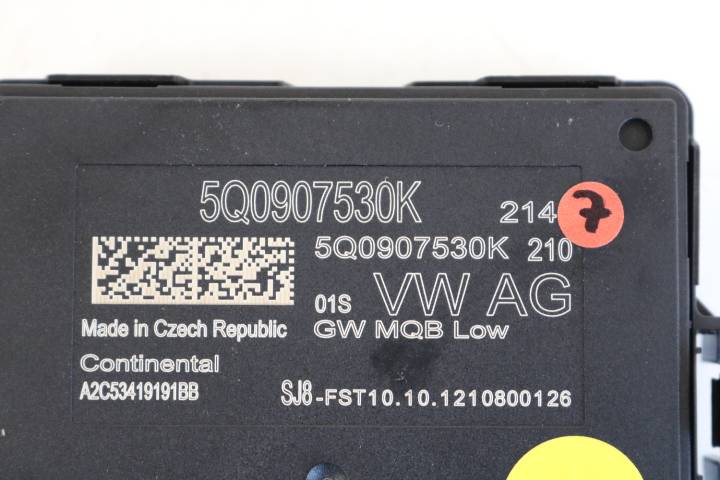 5Q0907530K 214 7
5Q0907530K 210
01S VW AG
Made in Czech Republic GW MQB Low
Continental
A2C53419191BB SJ8-FST10.10.1210800126